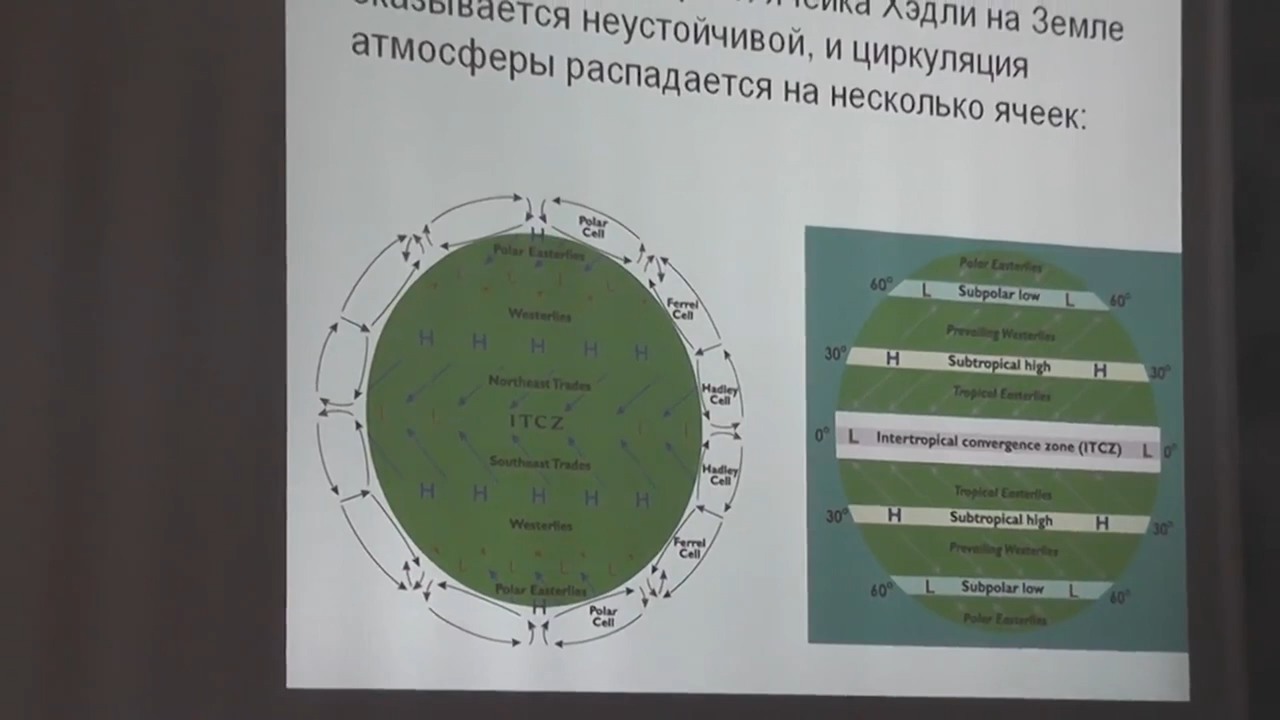 ячейка Хэдли на Земле
оказывается неустойчивой, и циркуляция
атмосферы распадается на несколько ячеек:
Polar
Cell
H
Polar Easterlies
L L L L L
Westerlies
Ferrel
Cell
H H H H H
Northeast Trades
Hadley
Cell
L L ITCZ L L
Southeast Trades
Hadley
Cell
H H H H H
Westerlies
Ferrel
Cell
L L L L
Polar Easterlies
H
Polar
Cell
Polar Easterlies
60° L Subpolar low L 60°
Prevailing Westerlies
30° H Subtropical high H 30°
Tropical Easterlies
0° L Intertropical convergence zone (ITCZ) L 0°
Tropical Easterlies
30° H Subtropical high H 30°
Prevailing Westerlies
60° L Subpolar low L 60°
Polar Easterlies